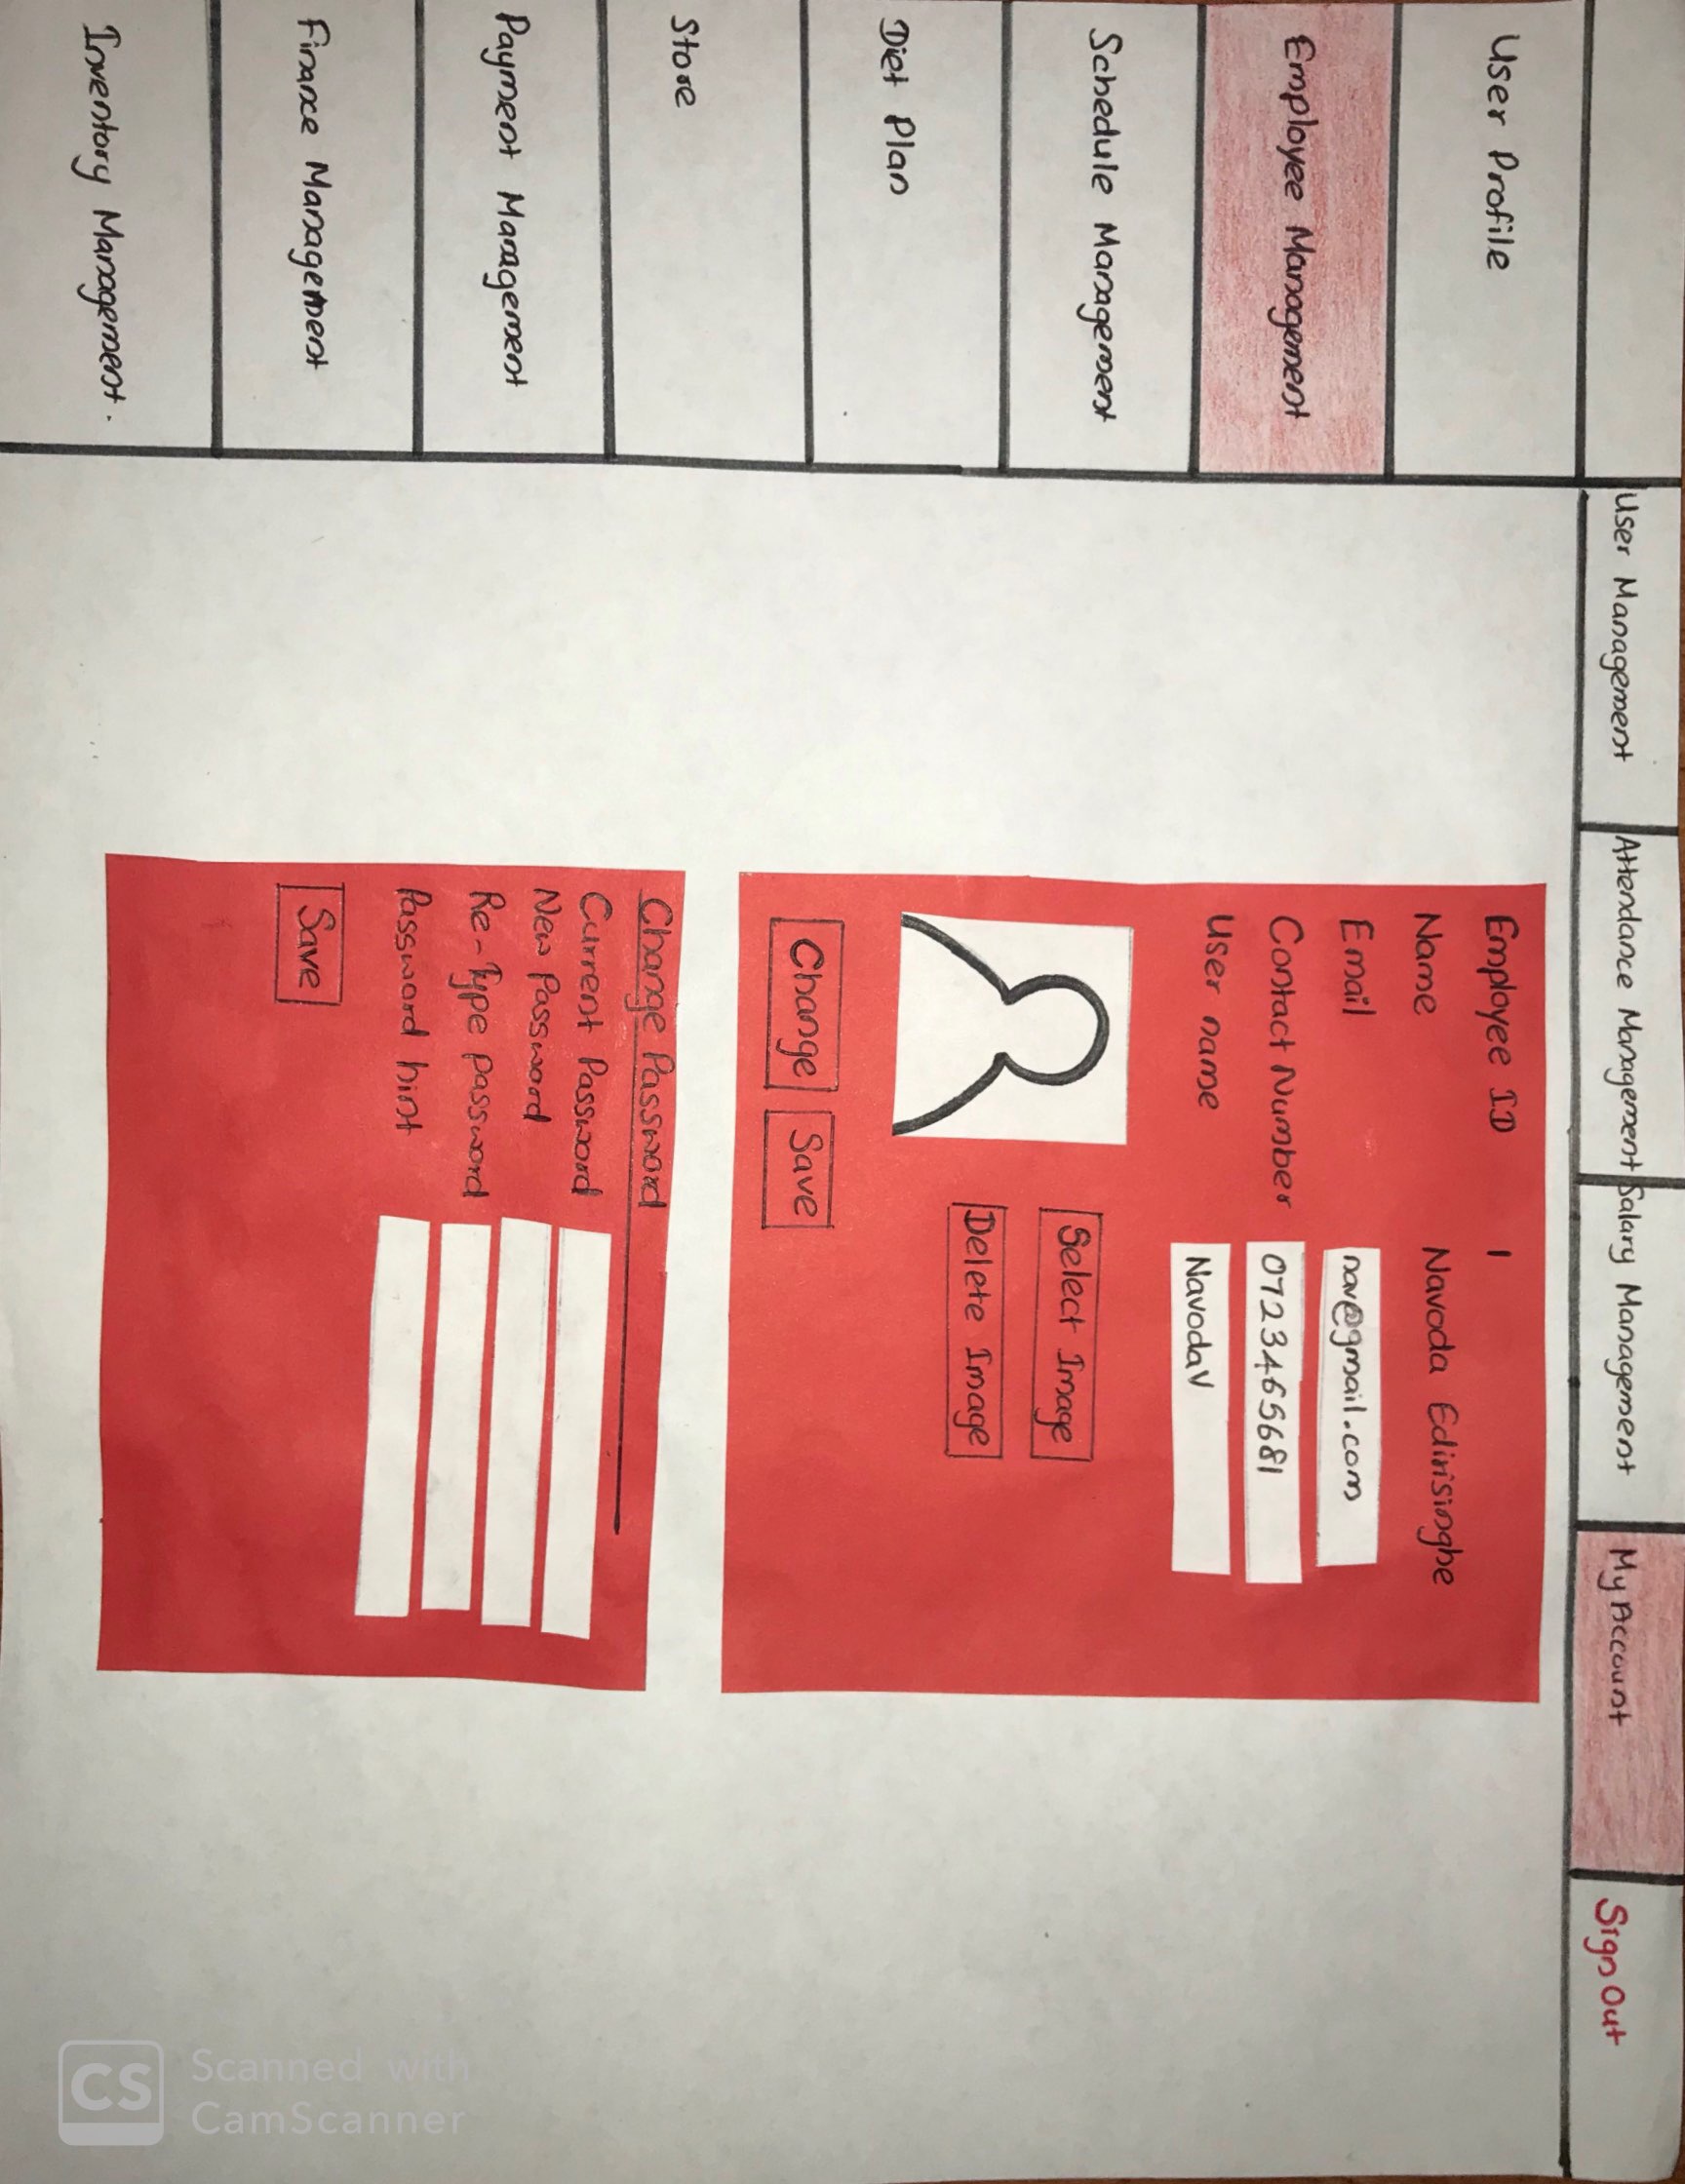 User Management
Attendance Management
Salary Management
My Account
Sign Out
User Profile
Employee Management
Schedule Management
Diet Plan
Store
Payment Management
Finance Management
Inventory Management.
Employee ID 1
Name Navoda Edirisinghe
Email nav@gmail.com
Contact Number 0723465681
User name NavodaV
Select Image
Delete Image
Change Save
Change Password
Current Password
New Password
Re-Type password
Password hint
Save
CS Scanned with
CamScanner